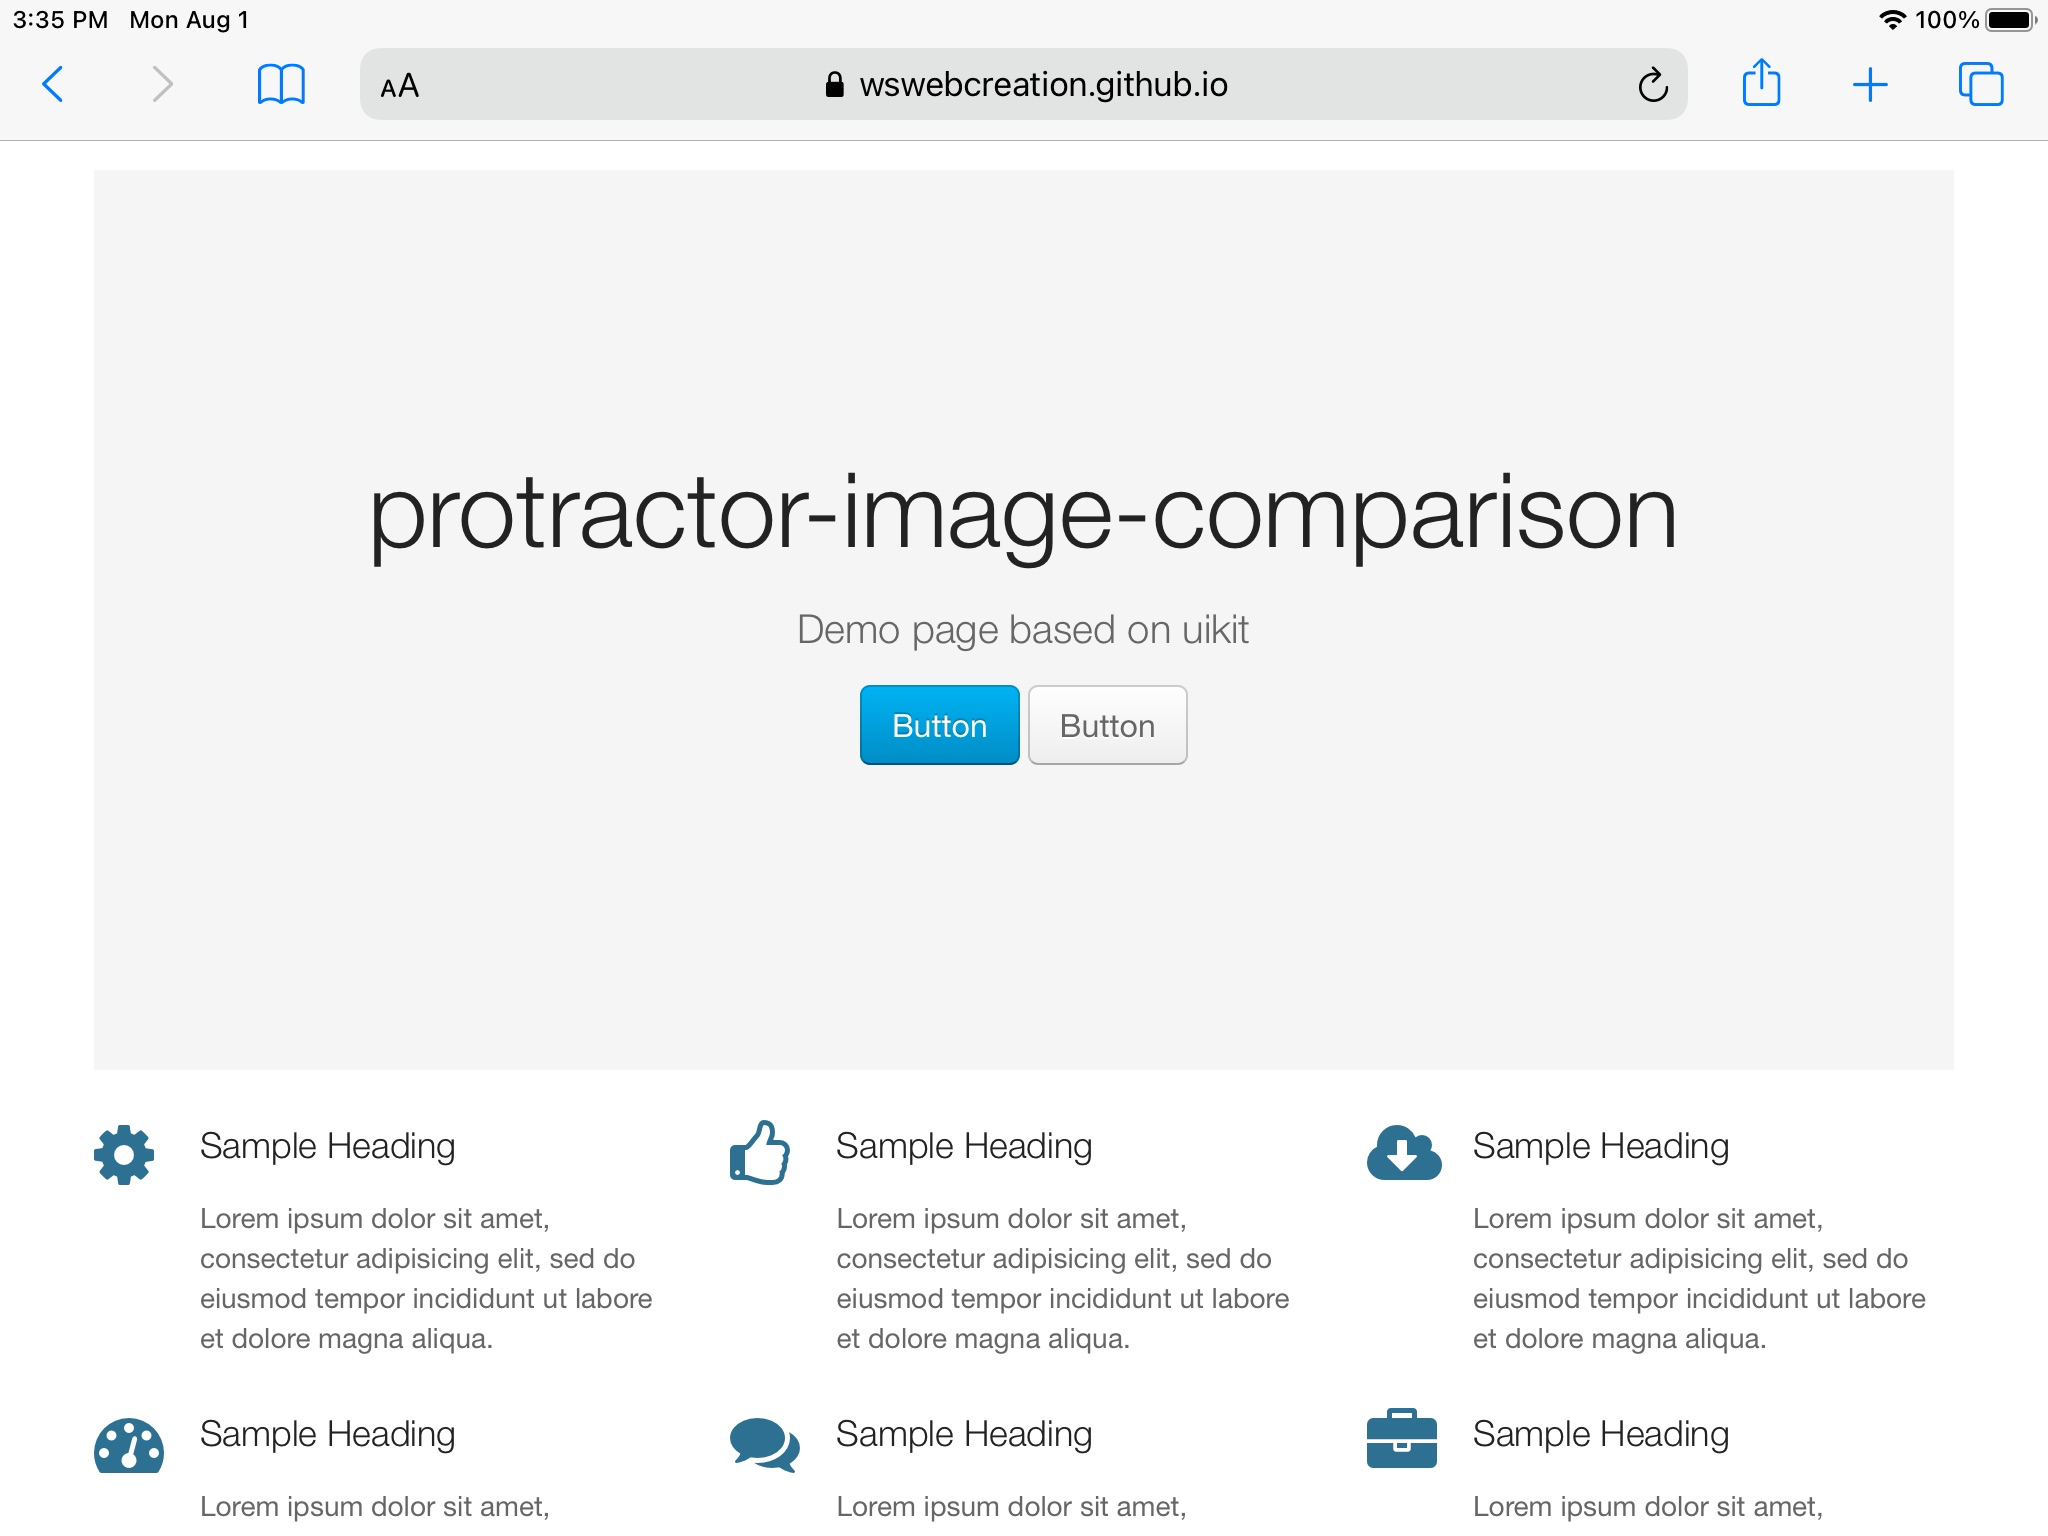 3:35 PM Mon Aug 1 100%
AA wswebcreation.github.io
protractor-image-comparison
Demo page based on uikit
Button Button
Sample Heading
Lorem ipsum dolor sit amet,
consectetur adipisicing elit, sed do
eiusmod tempor incididunt ut labore
et dolore magna aliqua.
Sample Heading
Lorem ipsum dolor sit amet,
consectetur adipisicing elit, sed do
eiusmod tempor incididunt ut labore
et dolore magna aliqua.
Sample Heading
Lorem ipsum dolor sit amet,
consectetur adipisicing elit, sed do
eiusmod tempor incididunt ut labore
et dolore magna aliqua.
Sample Heading
Lorem ipsum dolor sit amet,
Sample Heading
Lorem ipsum dolor sit amet,
Sample Heading
Lorem ipsum dolor sit amet,